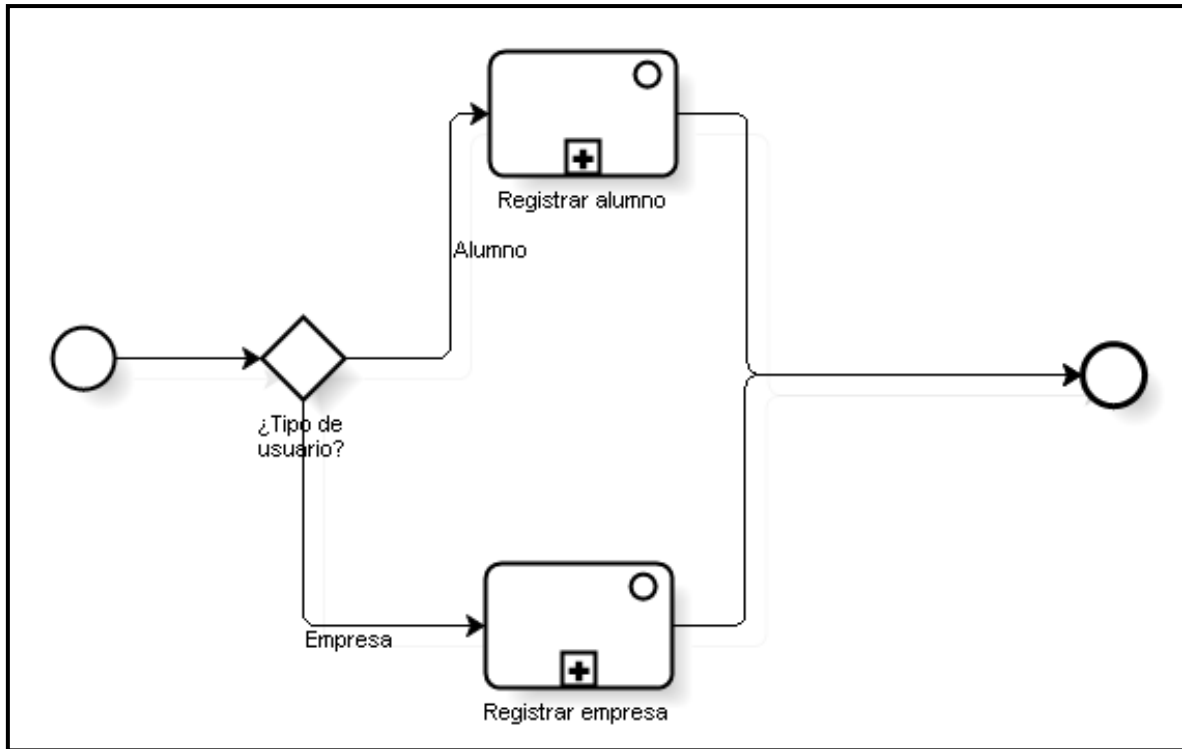 Registrar alumno
Alumno
¿Tipo de
usuario?
Empresa
Registrar empresa